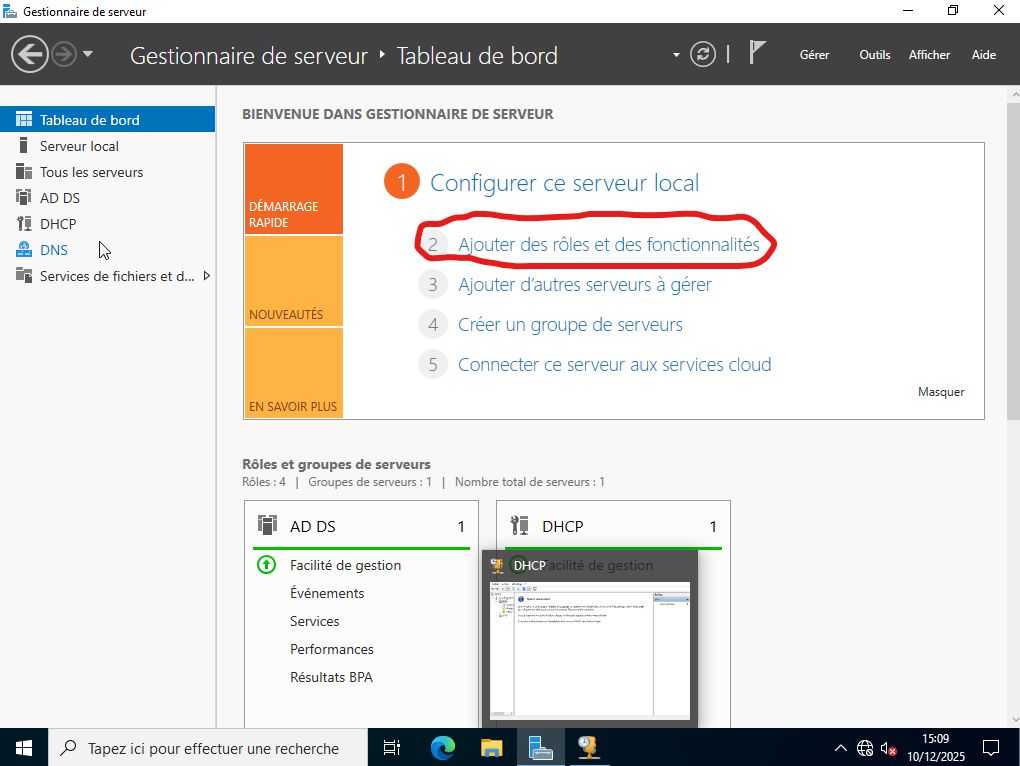 Gestionnaire de serveur
Gestionnaire de serveur ‣ Tableau de bord
Gérer Outils Afficher Aide
Tableau de bord
Serveur local
Tous les serveurs
AD DS
DHCP
DNS
Services de fichiers et d...
BIENVENUE DANS GESTIONNAIRE DE SERVEUR
DÉMARRAGE
RAPIDE
NOUVEAUTÉS
EN SAVOIR PLUS
1 Configurer ce serveur local
2 Ajouter des rôles et des fonctionnalités
3 Ajouter d’autres serveurs à gérer
4 Créer un groupe de serveurs
5 Connecter ce serveur aux services cloud
Masquer
Rôles et groupes de serveurs
Rôles : 4 | Groupes de serveurs : 1 | Nombre total de serveurs : 1
AD DS 1
Facilité de gestion
Événements
Services
Performances
Résultats BPA
DHCP 1
Facilité de gestion
DHCP
Tapez ici pour effectuer une recherche
15:09
10/12/2025